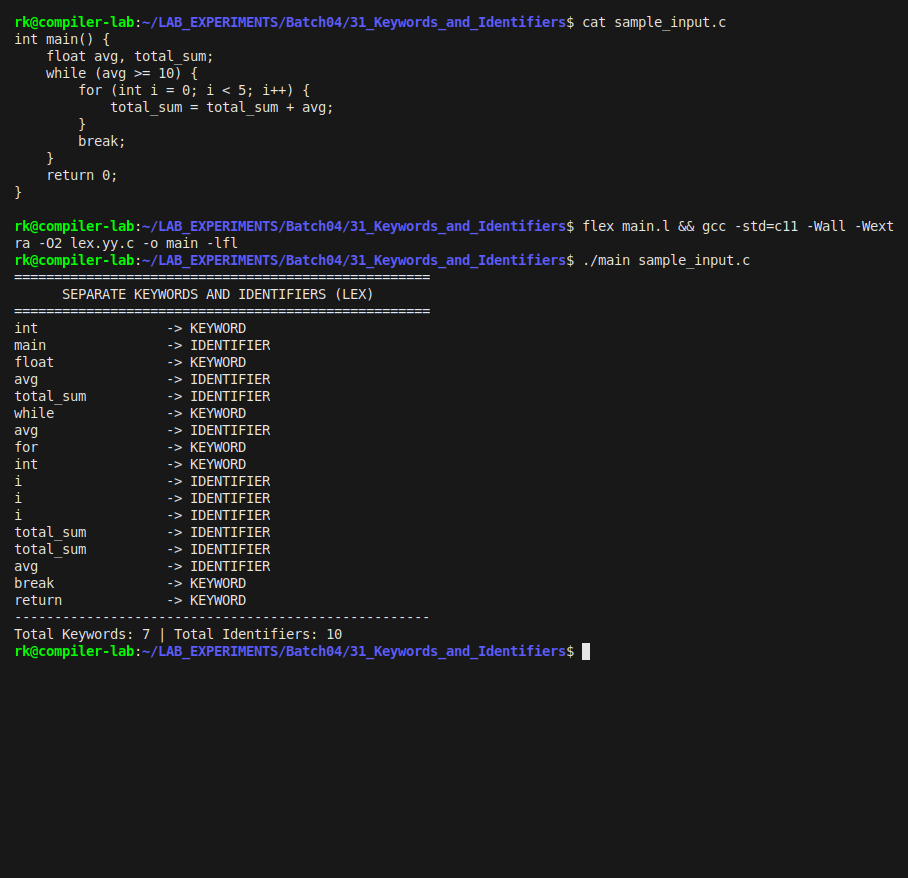 rk@compiler-lab:~/LAB_EXPERIMENTS/Batch04/31_Keywords_and_Identifiers$ cat sample_input.c
int main() {
    float avg, total_sum;
    while (avg >= 10) {
        for (int i = 0; i < 5; i++) {
            total_sum = total_sum + avg;
        }
        break;
    }
    return 0;
}

rk@compiler-lab:~/LAB_EXPERIMENTS/Batch04/31_Keywords_and_Identifiers$ flex main.l && gcc -std=c11 -Wall -Wext
ra -O2 lex.yy.c -o main -lfl
rk@compiler-lab:~/LAB_EXPERIMENTS/Batch04/31_Keywords_and_Identifiers$ ./main sample_input.c
====================================================
      SEPARATE KEYWORDS AND IDENTIFIERS (LEX)
====================================================
int                -> KEYWORD
main               -> IDENTIFIER
float              -> KEYWORD
avg                -> IDENTIFIER
total_sum          -> IDENTIFIER
while              -> KEYWORD
avg                -> IDENTIFIER
for                -> KEYWORD
int                -> KEYWORD
i                  -> IDENTIFIER
i                  -> IDENTIFIER
i                  -> IDENTIFIER
total_sum          -> IDENTIFIER
total_sum          -> IDENTIFIER
avg                -> IDENTIFIER
break              -> KEYWORD
return             -> KEYWORD
----------------------------------------------------
Total Keywords: 7 | Total Identifiers: 10
rk@compiler-lab:~/LAB_EXPERIMENTS/Batch04/31_Keywords_and_Identifiers$